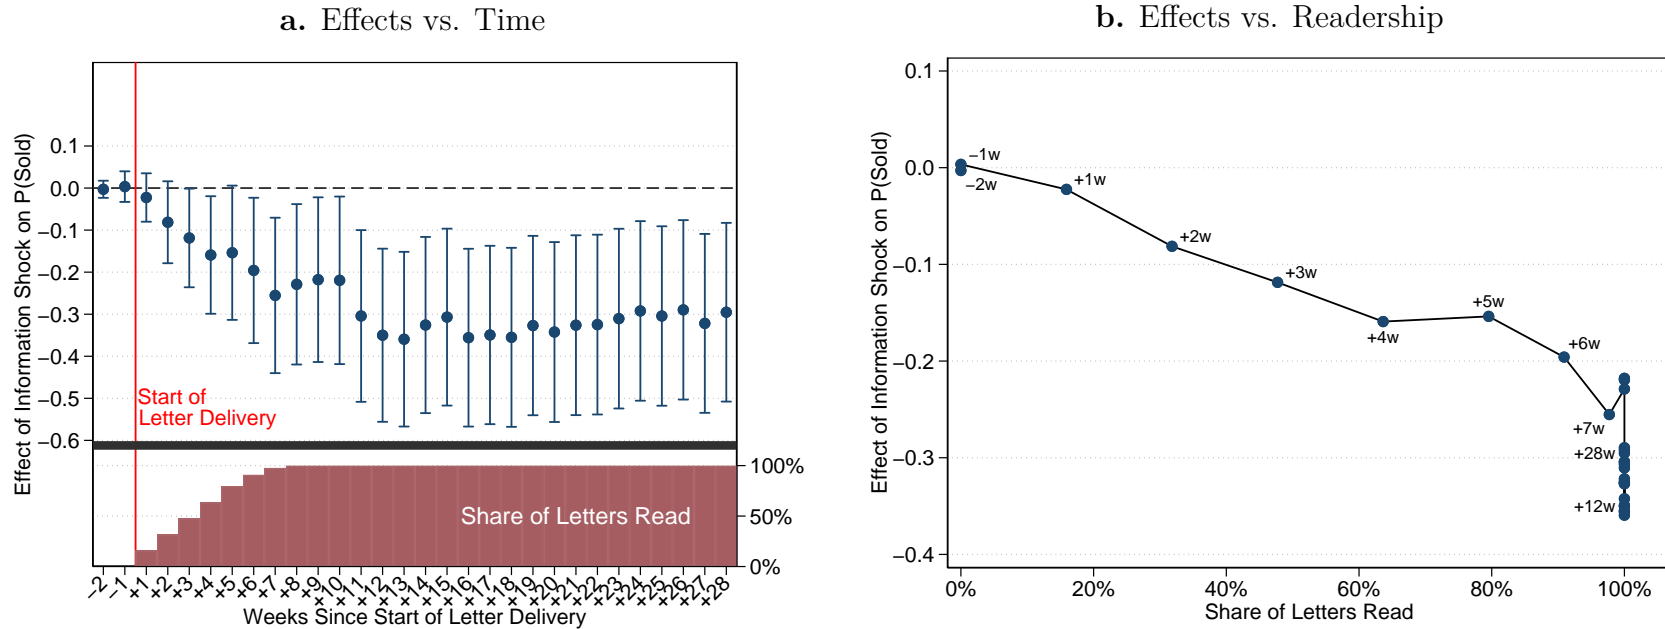 a. Effects vs. Time
Effect of Information Shock on P(Sold)
0.1
0.0
−0.1
−0.2
−0.3
−0.4
−0.5
−0.6
Start of
Letter Delivery
100%
50%
0%
Share of Letters Read
−2 −1 +1 +2 +3 +4 +5 +6 +7 +8 +9 +10 +11 +12 +13 +14 +15 +16 +17 +18 +19 +20 +21 +22 +23 +24 +25 +26 +27 +28
Weeks Since Start of Letter Delivery
b. Effects vs. Readership
Effect of Information Shock on P(Sold)
0.1
0.0
−0.1
−0.2
−0.3
−0.4
−1w
−2w
+1w
+2w
+3w
+4w
+5w
+6w
+7w
+28w
+12w
0% 20% 40% 60% 80% 100%
Share of Letters Read